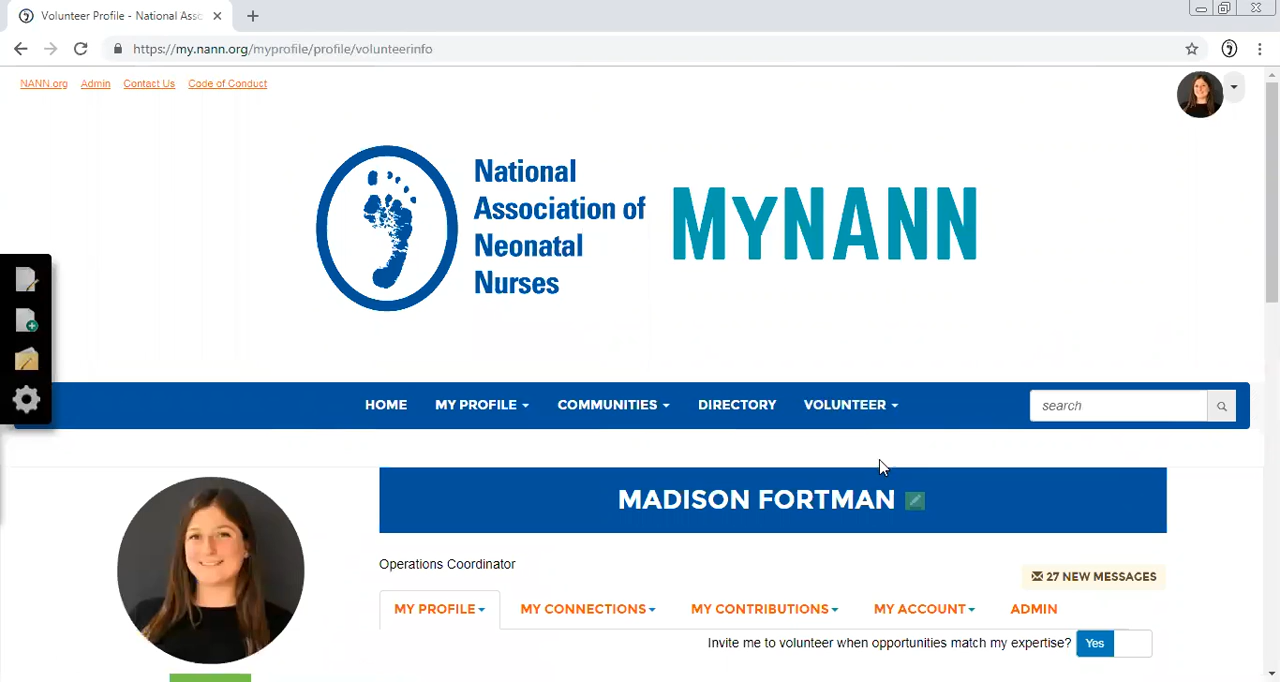 Volunteer Profile - National Asso
https://my.nann.org/myprofile/profile/volunteerinfo
NANN.org Admin Contact Us Code of Conduct
National
Association of
Neonatal
Nurses
MYNANN
HOME MY PROFILE COMMUNITIES DIRECTORY VOLUNTEER search
MADISON FORTMAN
Operations Coordinator
27 NEW MESSAGES
MY PROFILE MY CONNECTIONS MY CONTRIBUTIONS MY ACCOUNT ADMIN
Invite me to volunteer when opportunities match my expertise? Yes